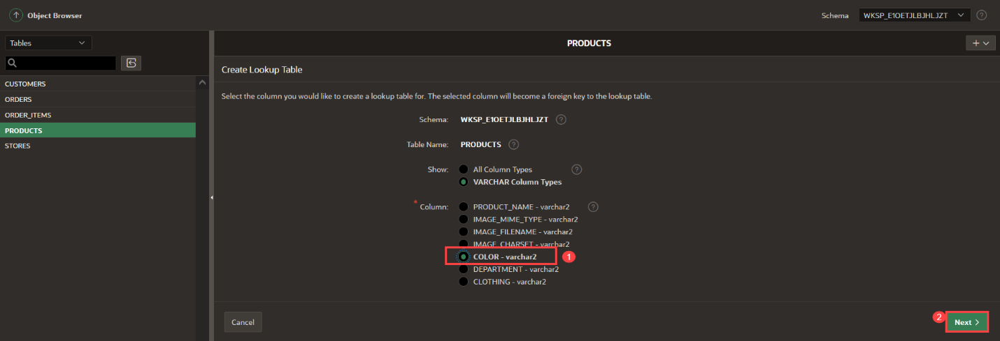 Object Browser
Schema WKSP_E1OETJLBJHLJZT ?
Tables
PRODUCTS
CUSTOMERS
ORDERS
ORDER_ITEMS
PRODUCTS
STORES
Create Lookup Table
Select the column you would like to create a lookup table for. The selected column will become a foreign key to the lookup table.
Schema: WKSP_E1OETJLBJHLJZT ?
Table Name: PRODUCTS ?
Show: All Column Types ?
VARCHAR Column Types
* Column: PRODUCT_NAME - varchar2 ?
IMAGE_MIME_TYPE - varchar2
IMAGE_FILENAME - varchar2
IMAGE_CHARSET - varchar2
COLOR - varchar2 1
DEPARTMENT - varchar2
CLOTHING - varchar2
Cancel
2 Next >